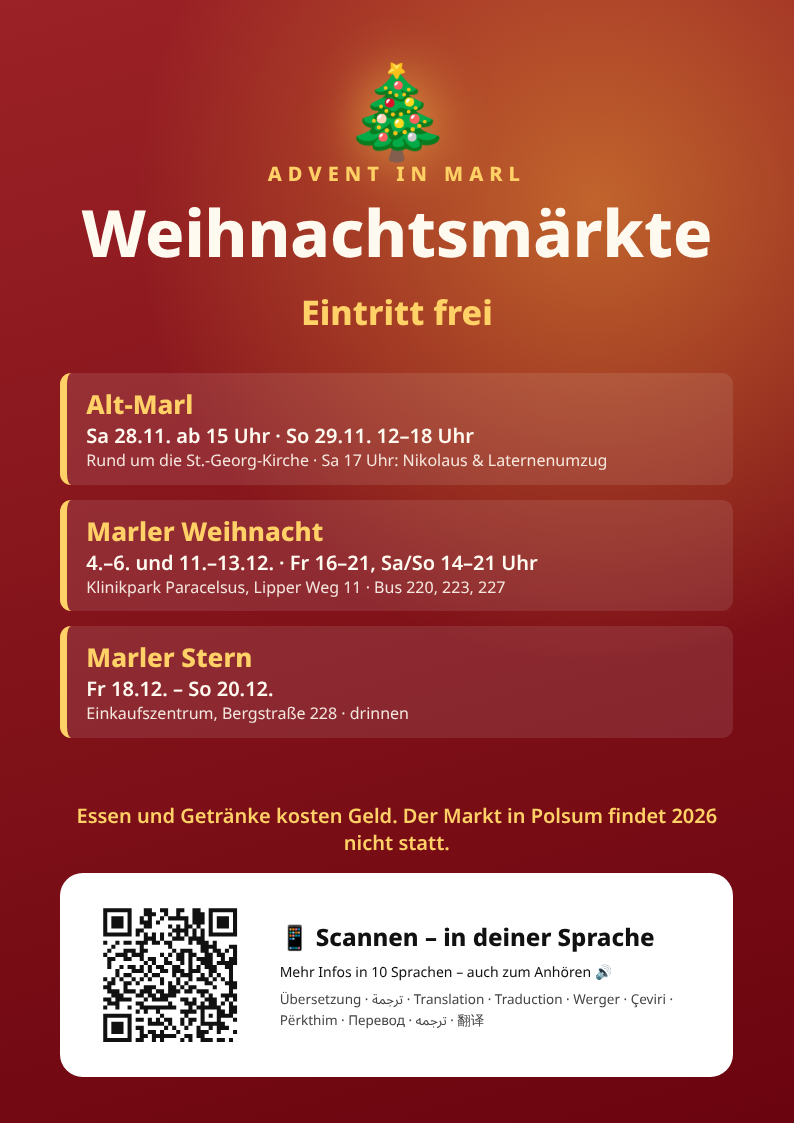 ADVENT IN MARL
Weihnachtsmärkte
Eintritt frei
Alt-Marl
Sa 28.11. ab 15 Uhr · So 29.11. 12–18 Uhr
Rund um die St.-Georg-Kirche · Sa 17 Uhr: Nikolaus & Laternenumzug
Marler Weihnacht
4.–6. und 11.–13.12. · Fr 16–21, Sa/So 14–21 Uhr
Klinikpark Paracelsus, Lipper Weg 11 · Bus 220, 223, 227
Marler Stern
Fr 18.12. – So 20.12.
Einkaufszentrum, Bergstraße 228 · drinnen
Essen und Getränke kosten Geld. Der Markt in Polsum findet 2026
nicht statt.
📱 Scannen – in deiner Sprache
Mehr Infos in 10 Sprachen – auch zum Anhören 🔊
Übersetzung · ترجمة · Translation · Traduction · Werger · Çeviri ·
Përkthim · Перевод · ترجمه · 翻译